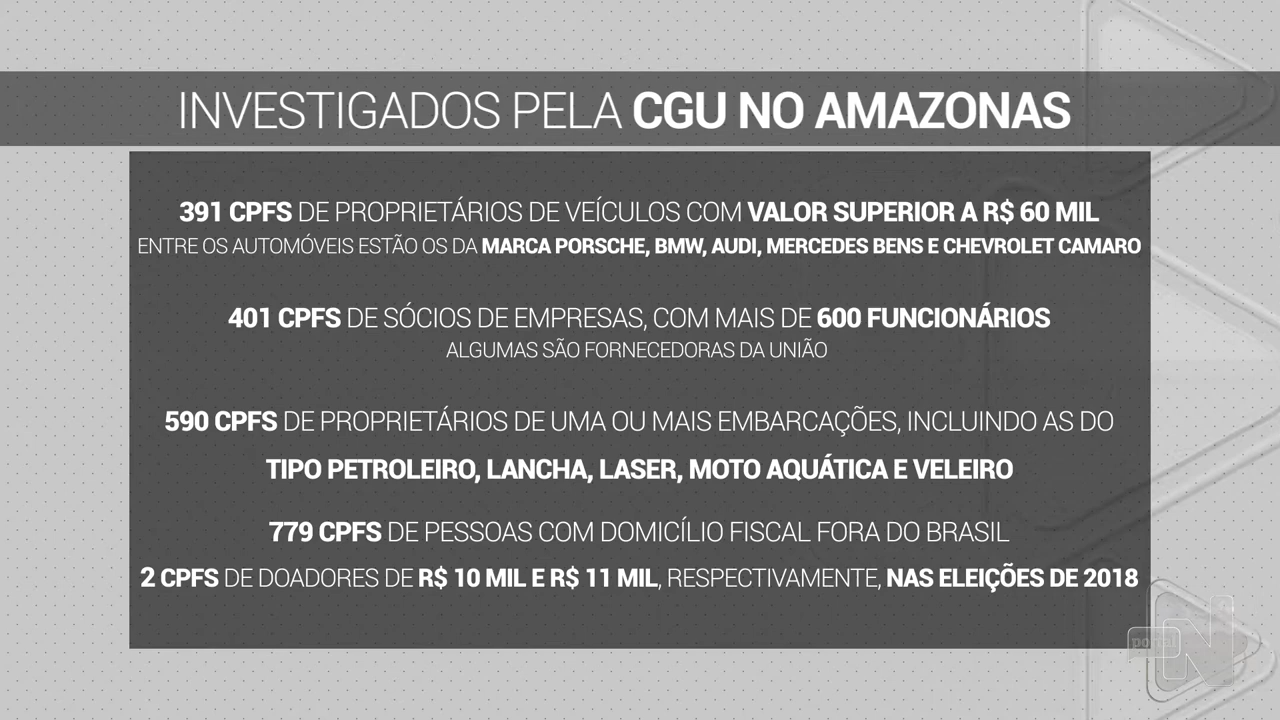 INVESTIGADOS PELA CGU NO AMAZONAS
391 CPFS DE PROPRIETÁRIOS DE VEÍCULOS COM VALOR SUPERIOR A R$ 60 MIL
ENTRE OS AUTOMÓVEIS ESTÃO OS DA MARCA PORSCHE, BMW, AUDI, MERCEDES BENS E CHEVROLET CAMARO
401 CPFS DE SÓCIOS DE EMPRESAS, COM MAIS DE 600 FUNCIONÁRIOS
ALGUMAS SÃO FORNECEDORAS DA UNIÃO
590 CPFS DE PROPRIETÁRIOS DE UMA OU MAIS EMBARCAÇÕES, INCLUINDO AS DO
TIPO PETROLEIRO, LANCHA, LASER, MOTO AQUÁTICA E VELEIRO
779 CPFS DE PESSOAS COM DOMICÍLIO FISCAL FORA DO BRASIL
2 CPFS DE DOADORES DE R$ 10 MIL E R$ 11 MIL, RESPECTIVAMENTE, NAS ELEIÇÕES DE 2018
portal N